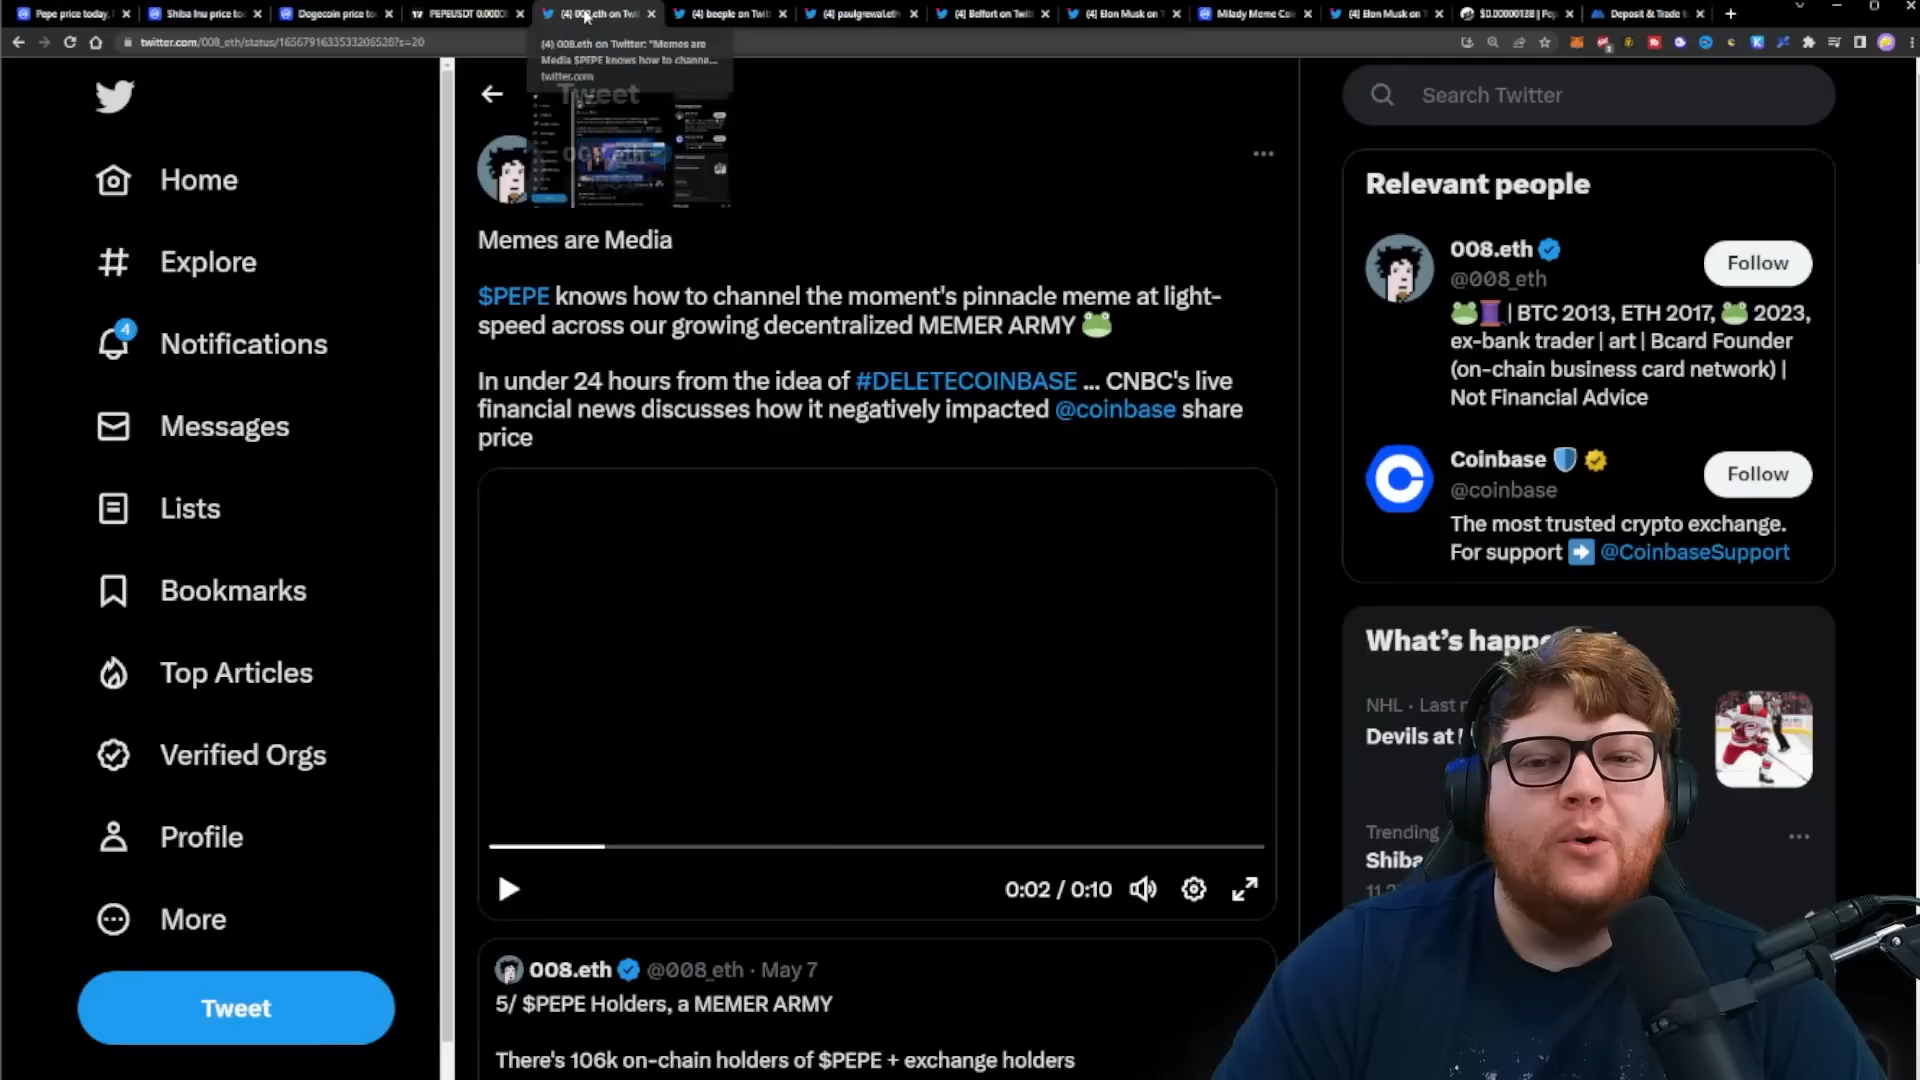 Pepe price today,
Shiba Inu price to
Dogecoin price to
PEPEUSDT 0.0000
(4) 008.eth on Twit
(4) beeple on Twit
(4) paulgrewal.eth
(4) Belfort on Twit
(4) Elon Musk on T
Milady Meme Coi
(4) Elon Musk on T
$0.00000138 | Pep
Deposit & Trade t
twitter.com/008_eth/status/1656791633533206528?s=20
(4) 008.eth on Twitter: "Memes are
Media $PEPE knows how to channe...
twitter.com
Tweet
008.eth
Search Twitter
Home
Explore
4
Notifications
Messages
Lists
Bookmarks
Top Articles
Verified Orgs
Profile
More
Tweet
Memes are Media
$PEPE knows how to channel the moment's pinnacle meme at light-
speed across our growing decentralized MEMER ARMY 🐸
In under 24 hours from the idea of #DELETECOINBASE ... CNBC's live
financial news discusses how it negatively impacted @coinbase share
price
0:02 / 0:10
008.eth @008_eth · May 7
5/ $PEPE Holders, a MEMER ARMY
There's 106k on-chain holders of $PEPE + exchange holders
Relevant people
008.eth
@008_eth
Follow
🐸🧵 | BTC 2013, ETH 2017, 🐸 2023,
ex-bank trader | art | Bcard Founder
(on-chain business card network) |
Not Financial Advice
Coinbase 🛡️
@coinbase
Follow
The most trusted crypto exchange.
For support ➡️ @CoinbaseSupport
What's happe
NHL · Last
Devils at
Trending
Shiba